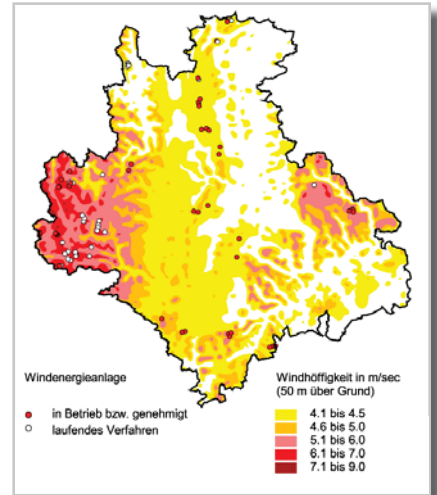 Windenergieanlage
in Betrieb bzw. genehmigt
laufendes Verfahren
Windhöffigkeit in m/sec
(50 m über Grund)
4.1 bis 4.5
4.6 bis 5.0
5.1 bis 6.0
6.1 bis 7.0
7.1 bis 9.0